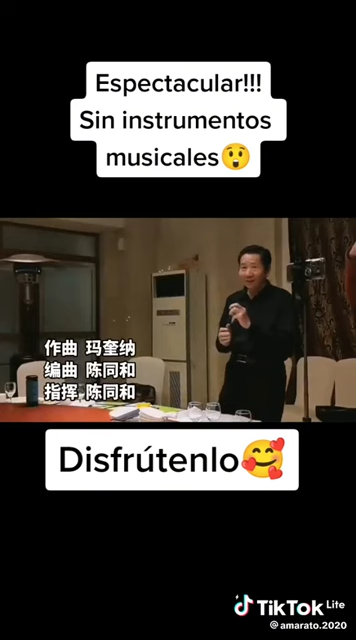 Espectacular!!!
Sin instrumentos
musicales😲
作曲 玛奎纳
编曲 陈同和
指挥 陈同和
Disfrútenlo🥰
TikTok Lite
@amarato.2020